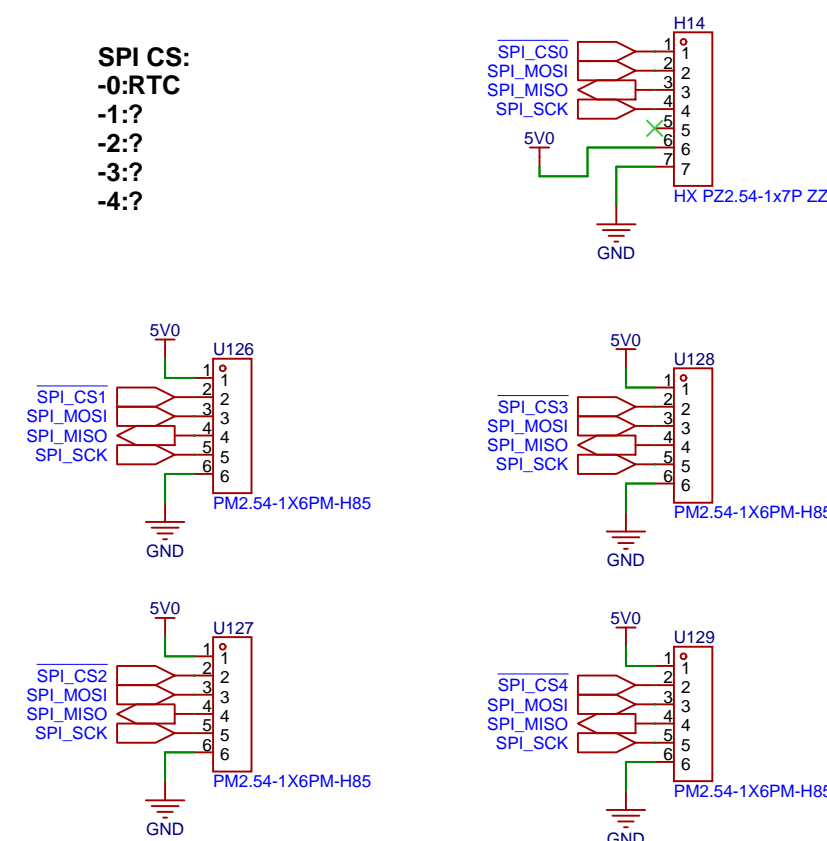 SPI CS:
-0:RTC
-1:?
-2:?
-3:?
-4:?
H14
SPI_CS0
SPI_MOSI
SPI_MISO
SPI_SCK
5V0
1 1
2 2
3 3
4 4
5 5
6 6
7 7
HX PZ2.54-1x7P ZZ
GND
5V0
U126
SPI_CS1
SPI_MOSI
SPI_MISO
SPI_SCK
1 1
2 2
3 3
4 4
5 5
6 6
PM2.54-1X6PM-H85
GND
5V0
U128
SPI_CS3
SPI_MOSI
SPI_MISO
SPI_SCK
1 1
2 2
3 3
4 4
5 5
6 6
PM2.54-1X6PM-H85
GND
5V0
U127
SPI_CS2
SPI_MOSI
SPI_MISO
SPI_SCK
1 1
2 2
3 3
4 4
5 5
6 6
PM2.54-1X6PM-H85
GND
5V0
U129
SPI_CS4
SPI_MOSI
SPI_MISO
SPI_SCK
1 1
2 2
3 3
4 4
5 5
6 6
PM2.54-1X6PM-H85
GND